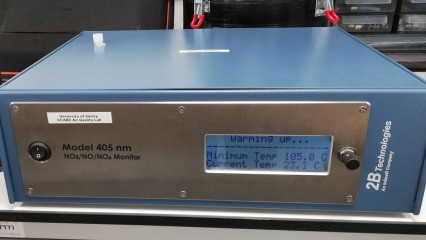 University of Surrey
GCARE Air Quality Lab
Model 405 nm
NO₂/NO/NOₓ Monitor
Warming up...
Minimum Temp 105.0 C
Current Temp 23.1 C
2B Technologies